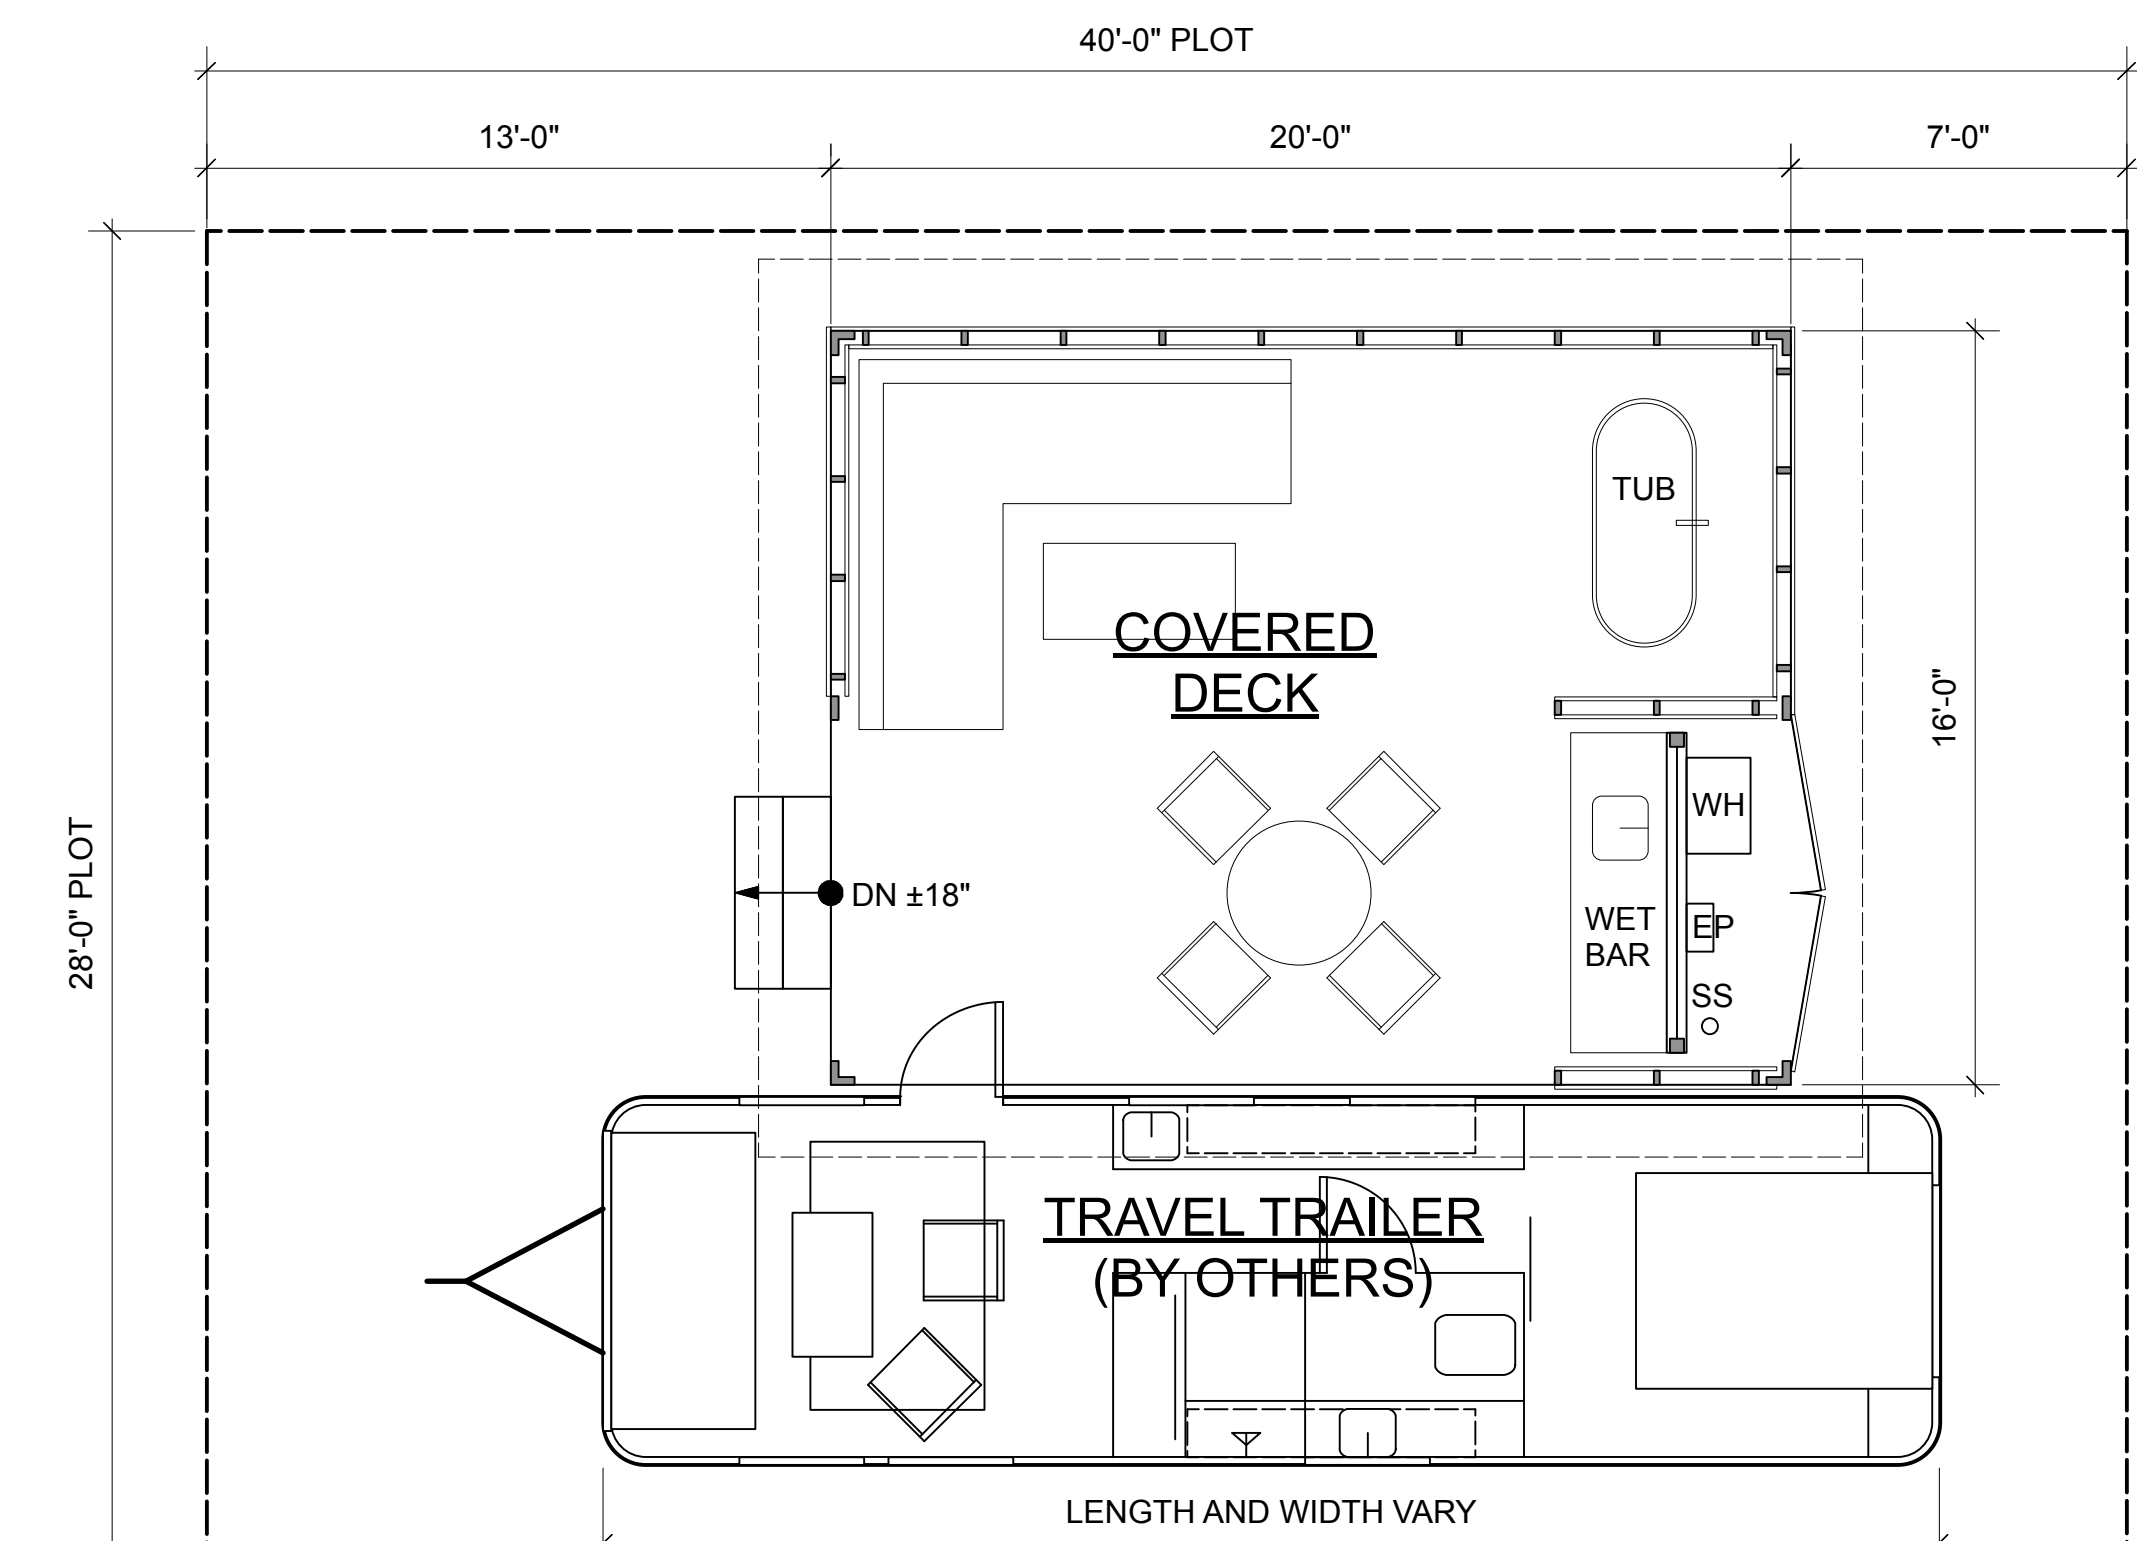 40'-0" PLOT
13'-0"
20'-0"
7'-0"
TUB
COVERED
DECK
16'-0"
WH
28'-0" PLOT
DN ±18"
WET
BAR
EP
SS
TRAVEL TRAILER
(BY OTHERS)
LENGTH AND WIDTH VARY